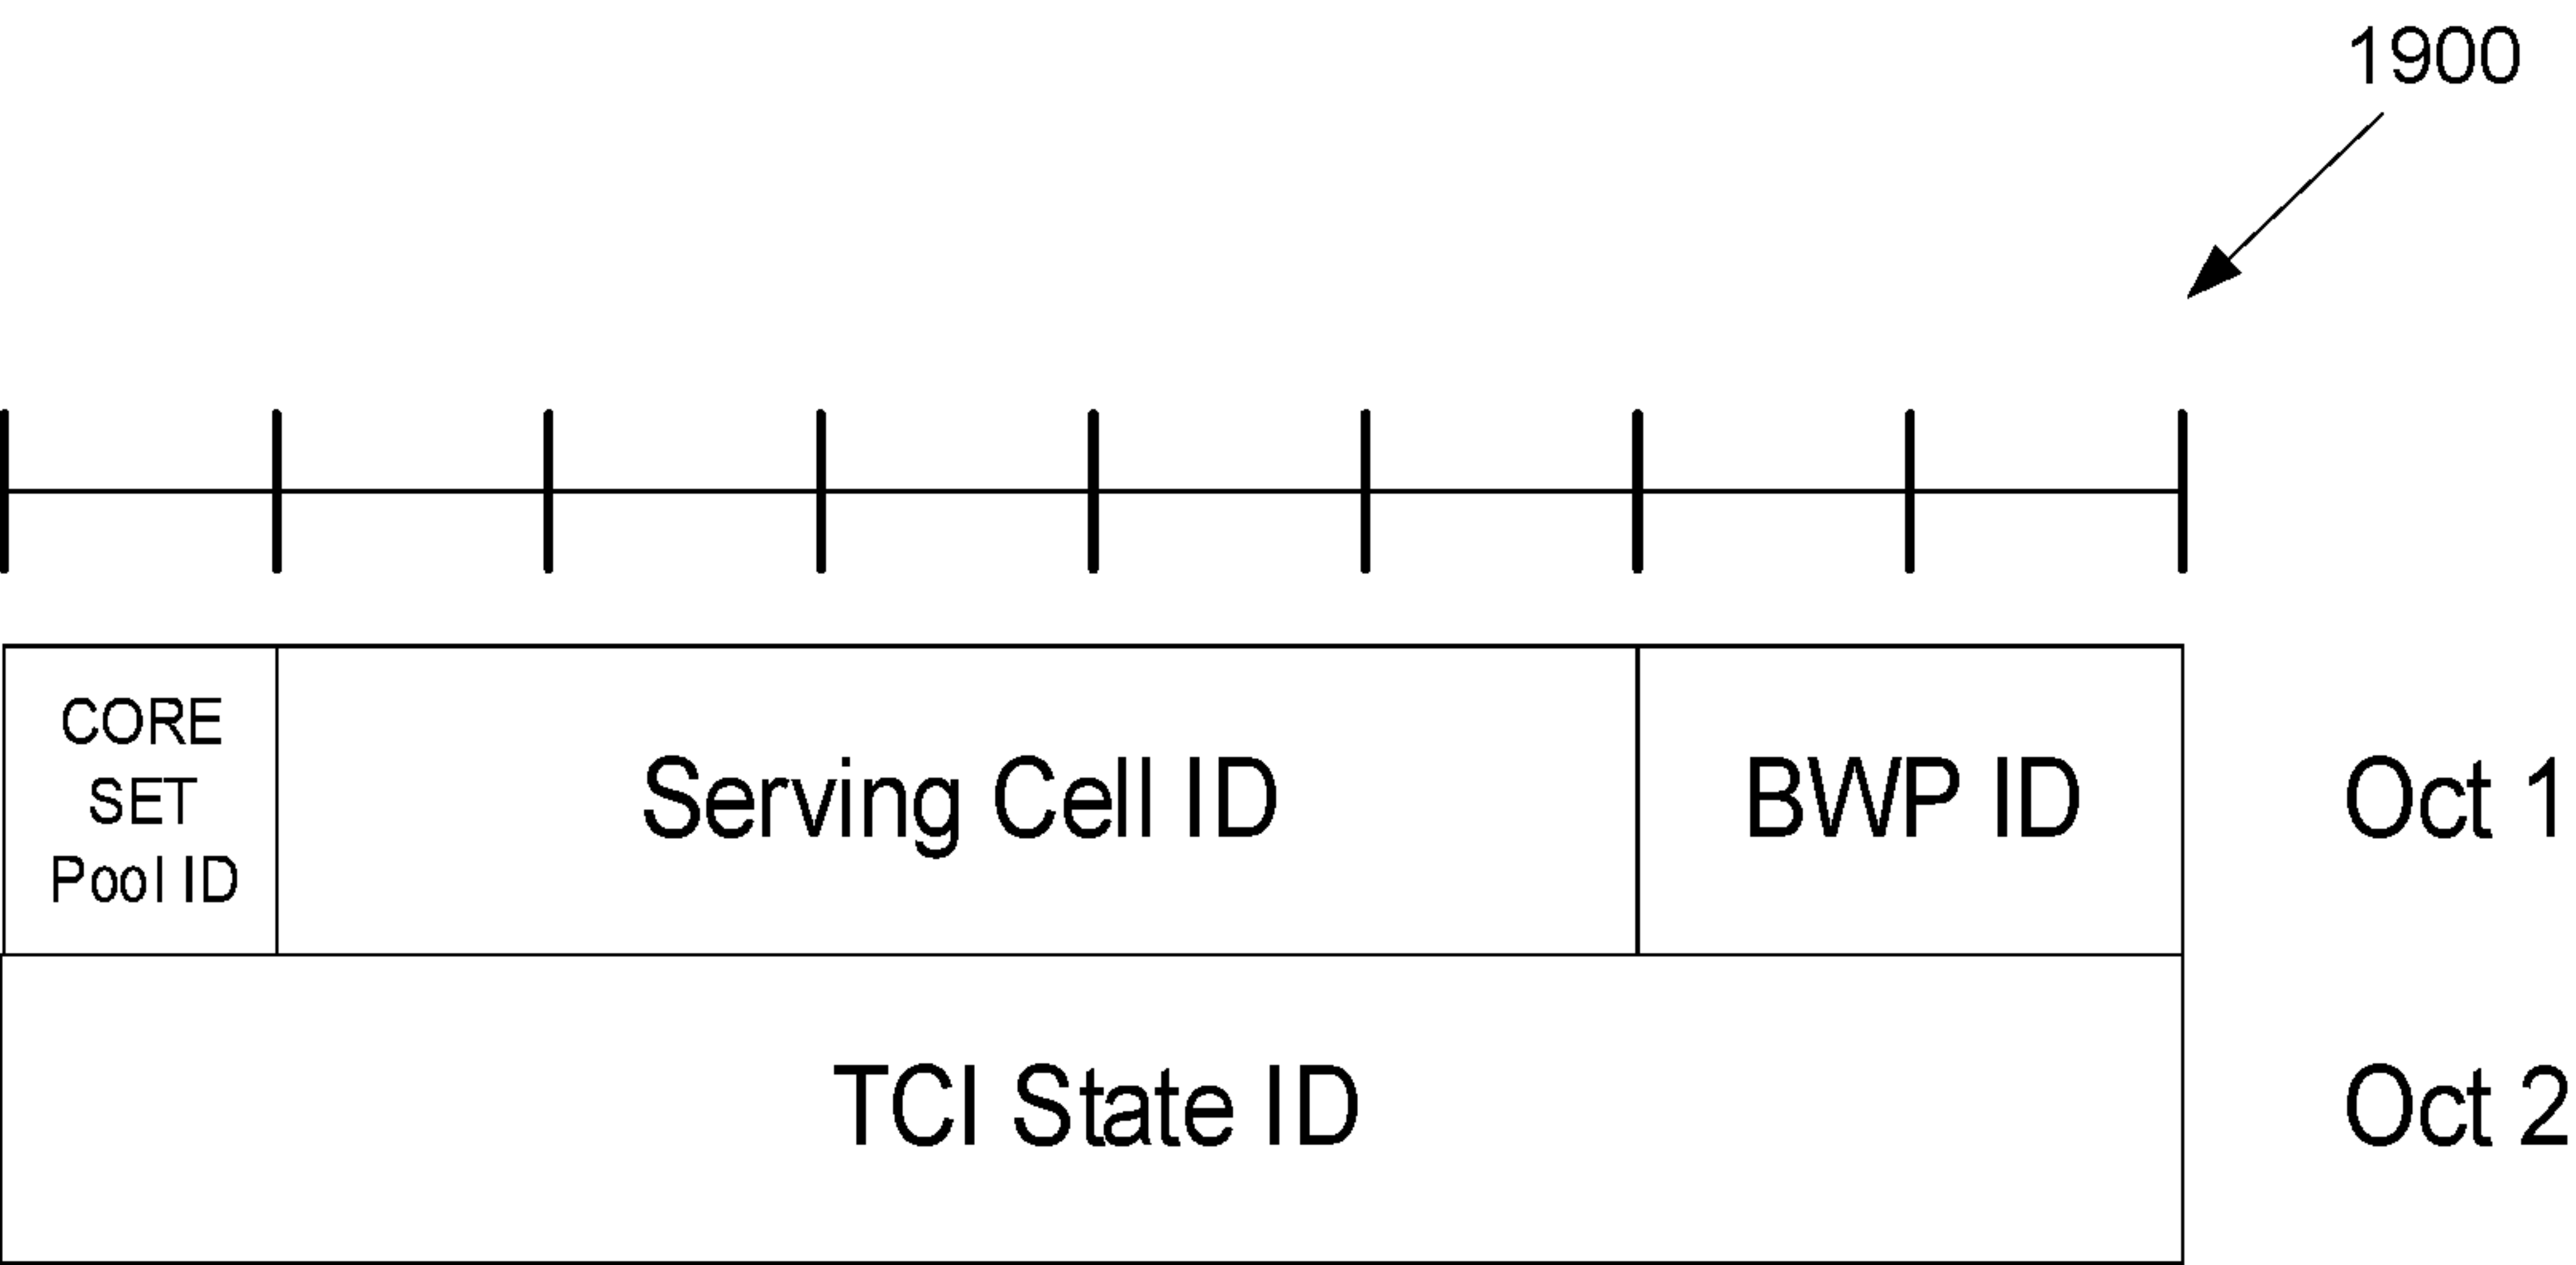 1900
CORE
SET
Pool ID
Serving Cell ID
BWP ID
Oct 1
TCI State ID
Oct 2